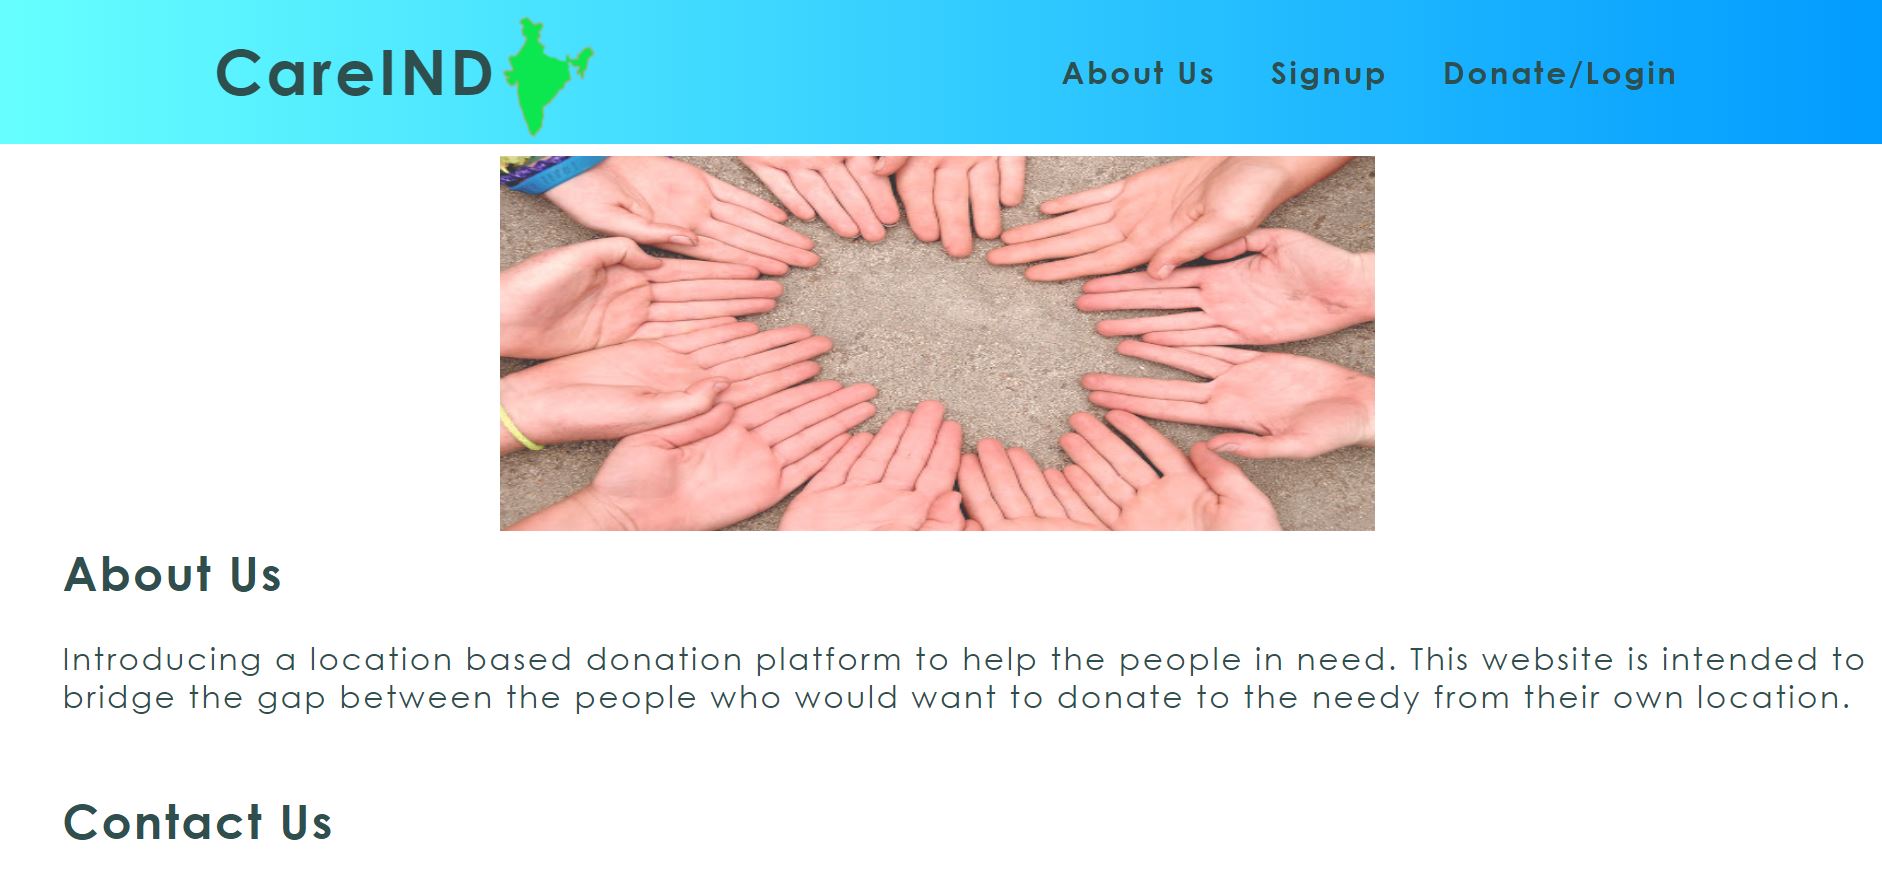 CareIND
About Us Signup Donate/Login
About Us
Introducing a location based donation platform to help the people in need. This website is intended to
bridge the gap between the people who would want to donate to the needy from their own location.
Contact Us